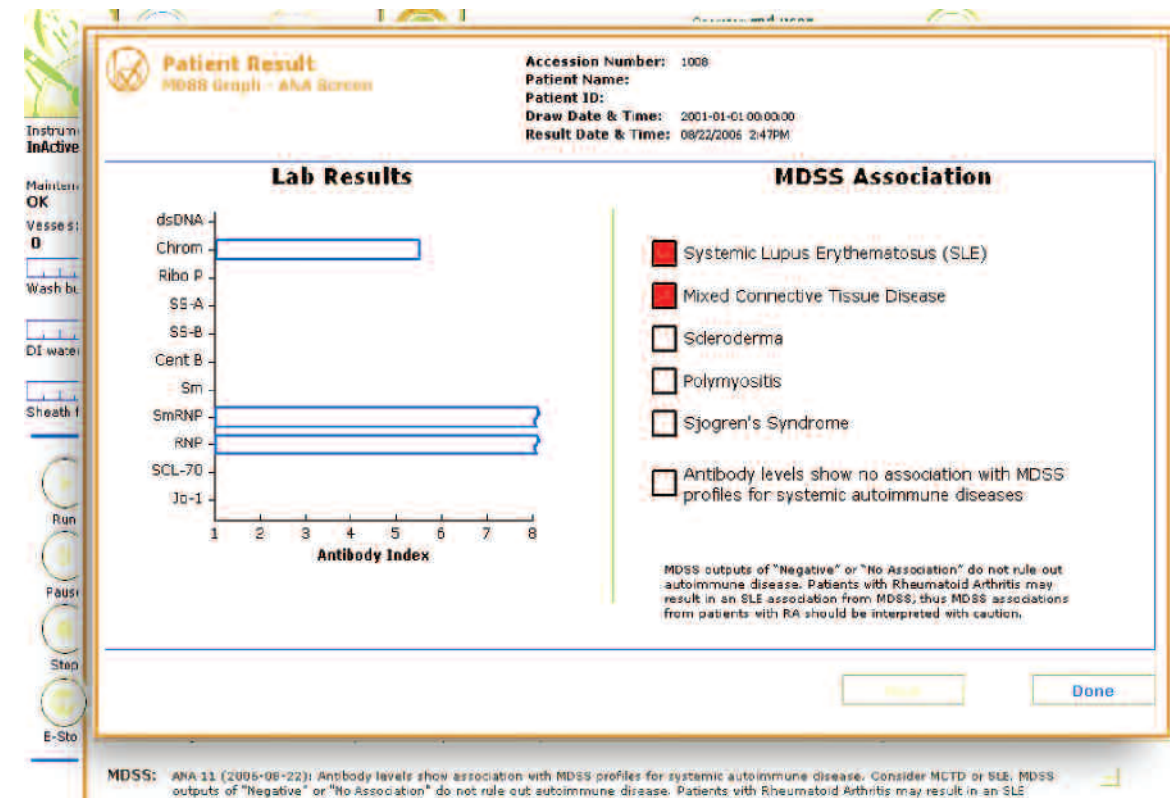 Patient Result
MDSS Graph - ANA Screen
Accession Number: 1008
Patient Name:
Patient ID:
Draw Date & Time: 2001-01-01 00:00:00
Result Date & Time: 08/22/2006 2:47PM
Instrum
InActive
Mainten
OK
Vessels:
0
Wash bu
DI water
Sheath f
Run
Pause
Stop
E-Sto
Lab Results
dsDNA
Chrom
Ribo P
SS-A
SS-B
Cent B
Sm
SmRNP
RNP
SCL-70
Jo-1
1 2 3 4 5 6 7 8
Antibody Index
MDSS Association
Systemic Lupus Erythematosus (SLE)
Mixed Connective Tissue Disease
Scleroderma
Polymyositis
Sjogren's Syndrome
Antibody levels show no association with MDSS
profiles for systemic autoimmune diseases
MDSS outputs of "Negative" or "No Association" do not rule out
autoimmune disease. Patients with Rheumatoid Arthritis may
result in an SLE association from MDSS, thus MDSS associations
from patients with RA should be interpreted with caution.
Done
MDSS: ANA 11 (2006-08-22): Antibody levels show association with MDSS profiles for systemic autoimmune disease. Consider MCTD or SLE. MDSS
outputs of "Negative" or "No Association" do not rule out autoimmune disease. Patients with Rheumatoid Arthritis may result in an SLE